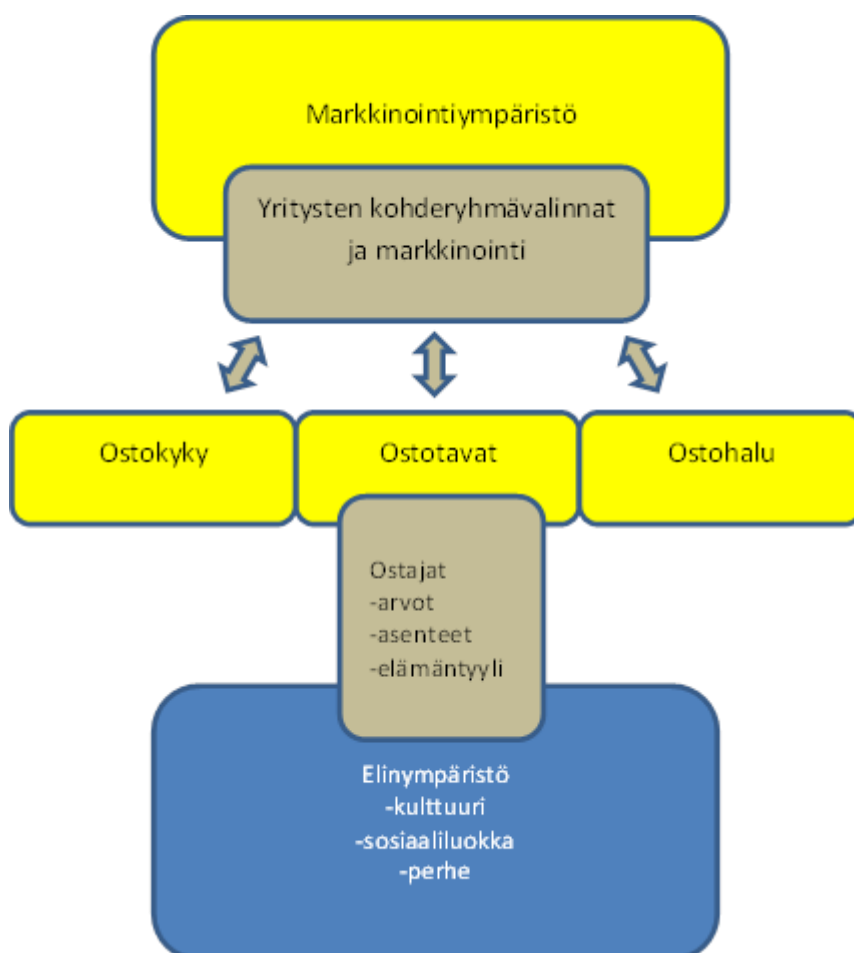 Markkinointiympäristö
Yritysten kohderyhmävalinnat
ja markkinointi
Ostokyky
Ostotavat
Ostohalu
Ostajat
-arvot
-asenteet
-elämäntyyli
Elinympäristö
-kulttuuri
-sosiaaliluokka
-perhe